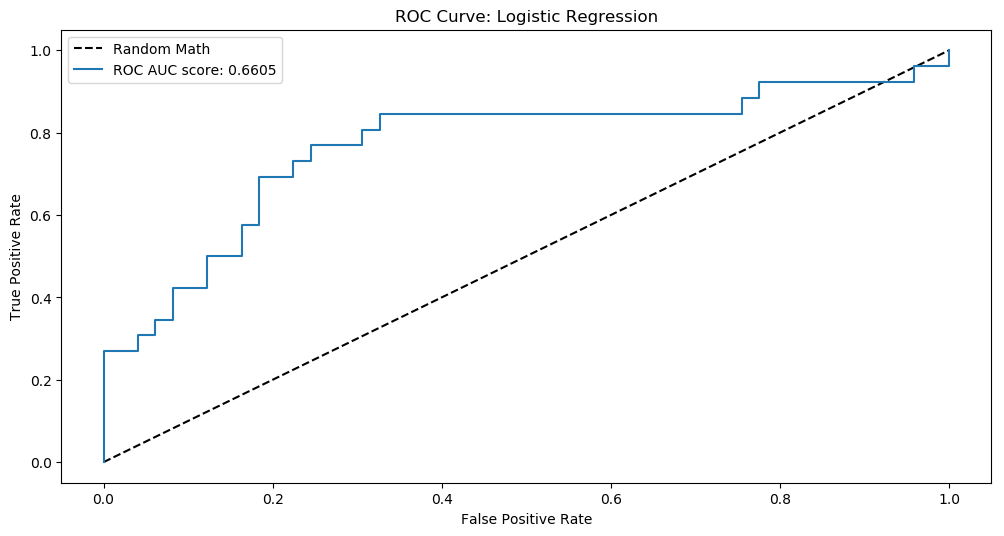 ROC Curve: Logistic Regression
Random Math
ROC AUC score: 0.6605
1.0
0.8
0.6
0.4
0.2
0.0
True Positive Rate
0.0 0.2 0.4 0.6 0.8 1.0
False Positive Rate